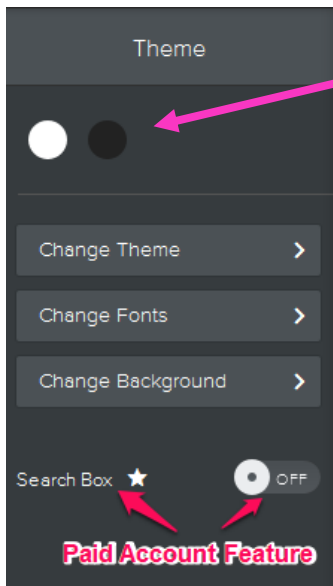 Theme
Change Theme
Change Fonts
Change Background
Search Box OFF
Paid Account Feature